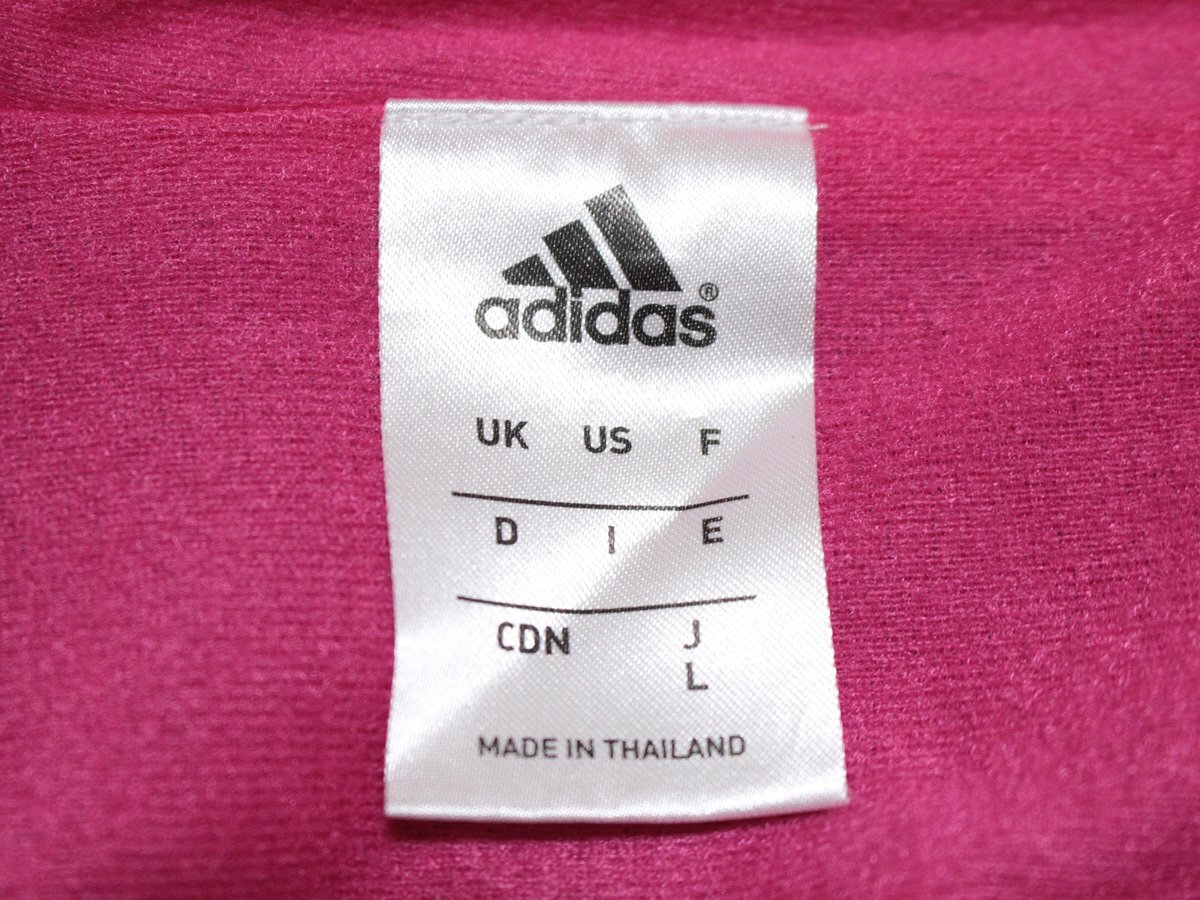 adidas®
UK US F
D I E
CDN J
L
MADE IN THAILAND